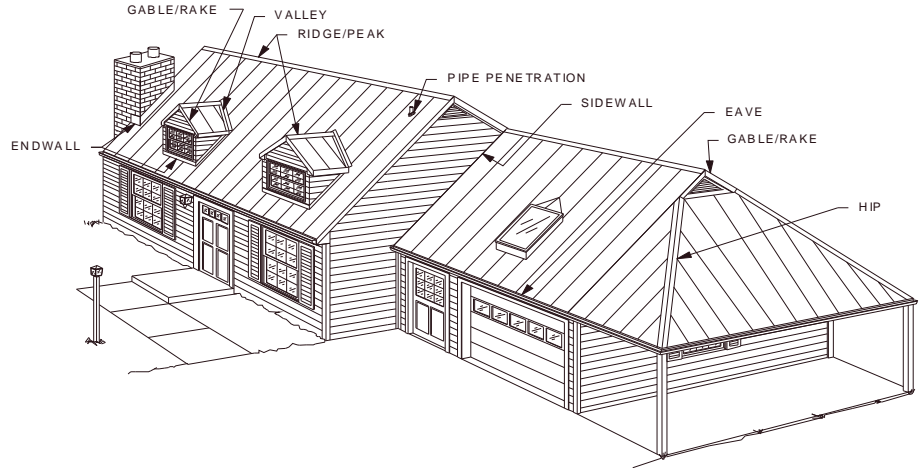 GABLE/RAKE
VALLEY
RIDGE/PEAK
PIPE PENETRATION
SIDEWALL
EAVE
GABLE/RAKE
ENDWALL
HIP